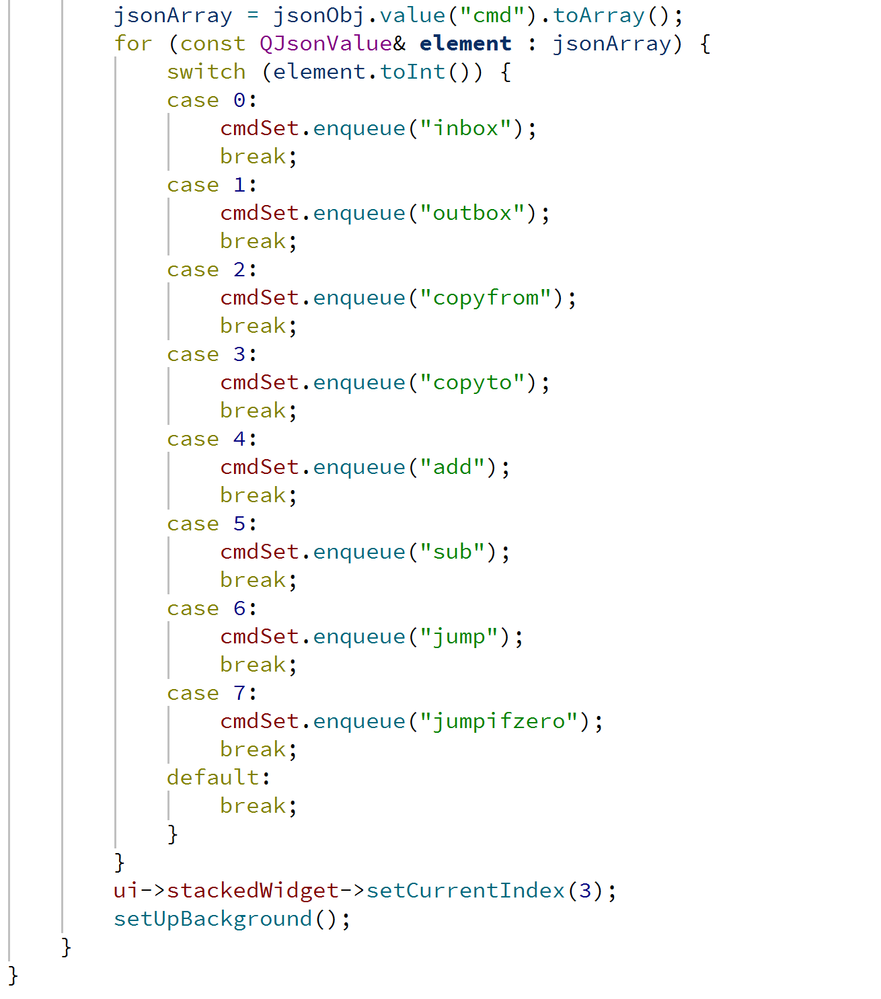 jsonArray = jsonObj.value("cmd").toArray();
for (const QJsonValue& element : jsonArray) {
switch (element.toInt()) {
case 0:
cmdSet.enqueue("inbox");
break;
case 1:
cmdSet.enqueue("outbox");
break;
case 2:
cmdSet.enqueue("copyfrom");
break;
case 3:
cmdSet.enqueue("copyto");
break;
case 4:
cmdSet.enqueue("add");
break;
case 5:
cmdSet.enqueue("sub");
break;
case 6:
cmdSet.enqueue("jump");
break;
case 7:
cmdSet.enqueue("jumpifzero");
break;
default:
break;
}
}
ui->stackedWidget->setCurrentIndex(3);
setUpBackground();
}
}